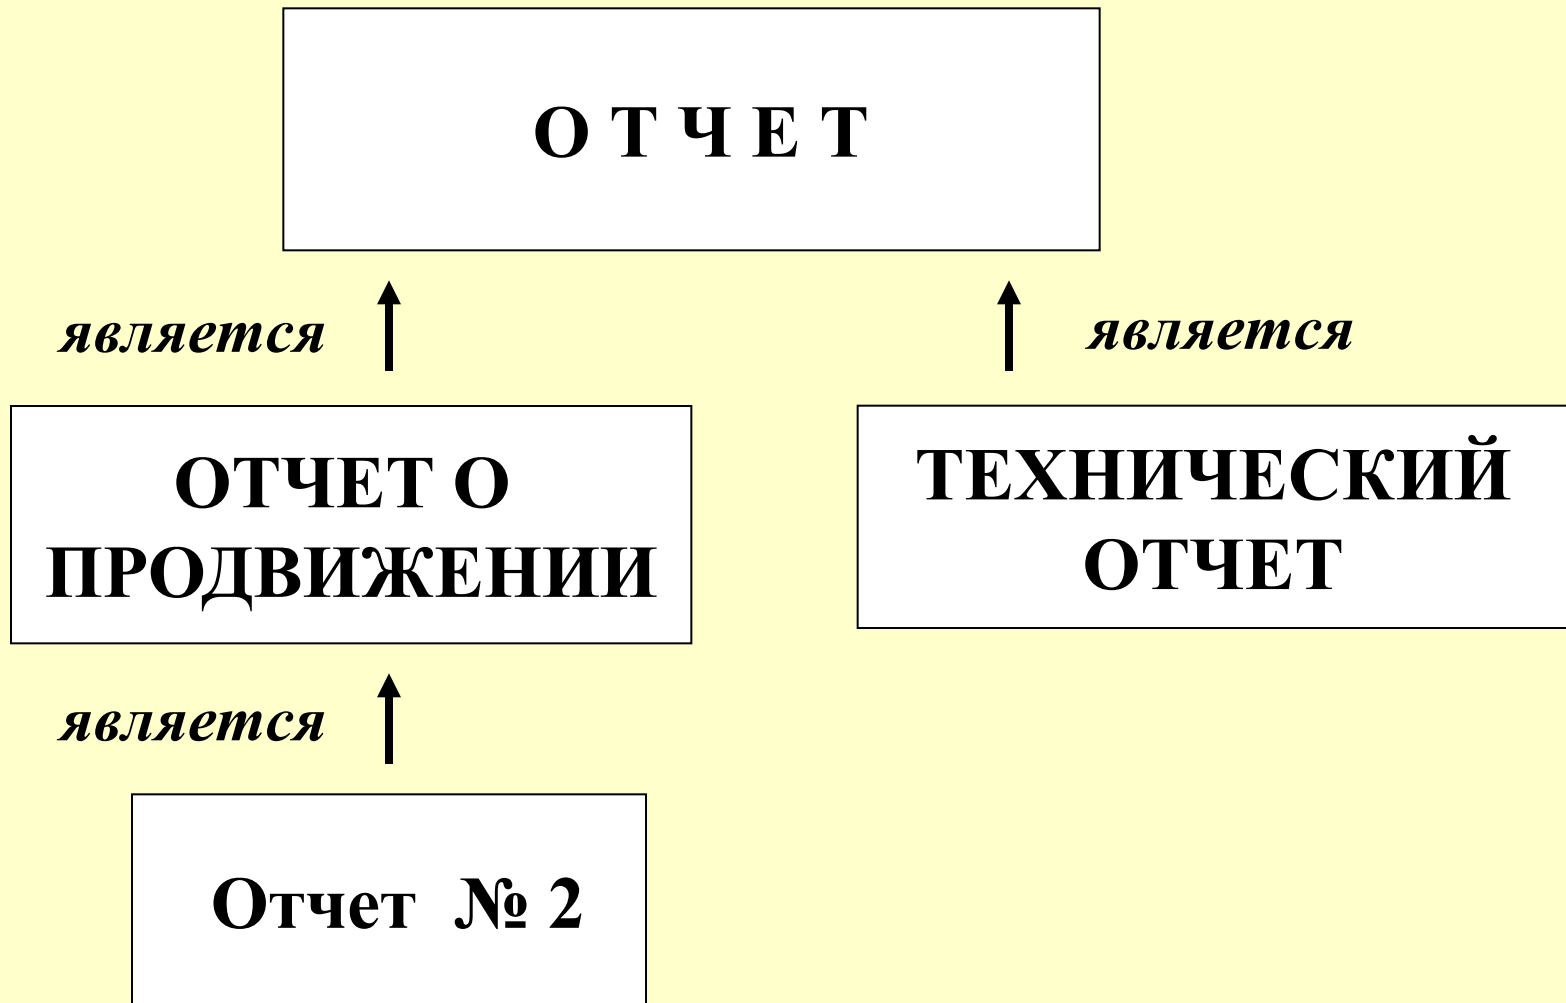 О Т Ч Е Т
является
является
ОТЧЕТ О
ПРОДВИЖЕНИИ
ТЕХНИЧЕСКИЙ
ОТЧЕТ
является
Отчет № 2